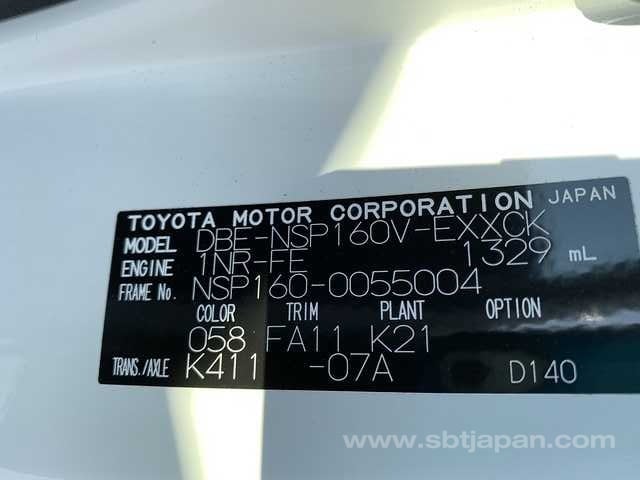 TOYOTA MOTOR CORPORATION JAPAN
MODEL DBE-NSP160V-EXXCK
ENGINE 1NR-FE 1329 mL
FRAME No. NSP160-0055004
COLOR TRIM PLANT OPTION
058 FA11 K21
TRANS./AXLE K411 -07A D140
www.sbtjapan.com